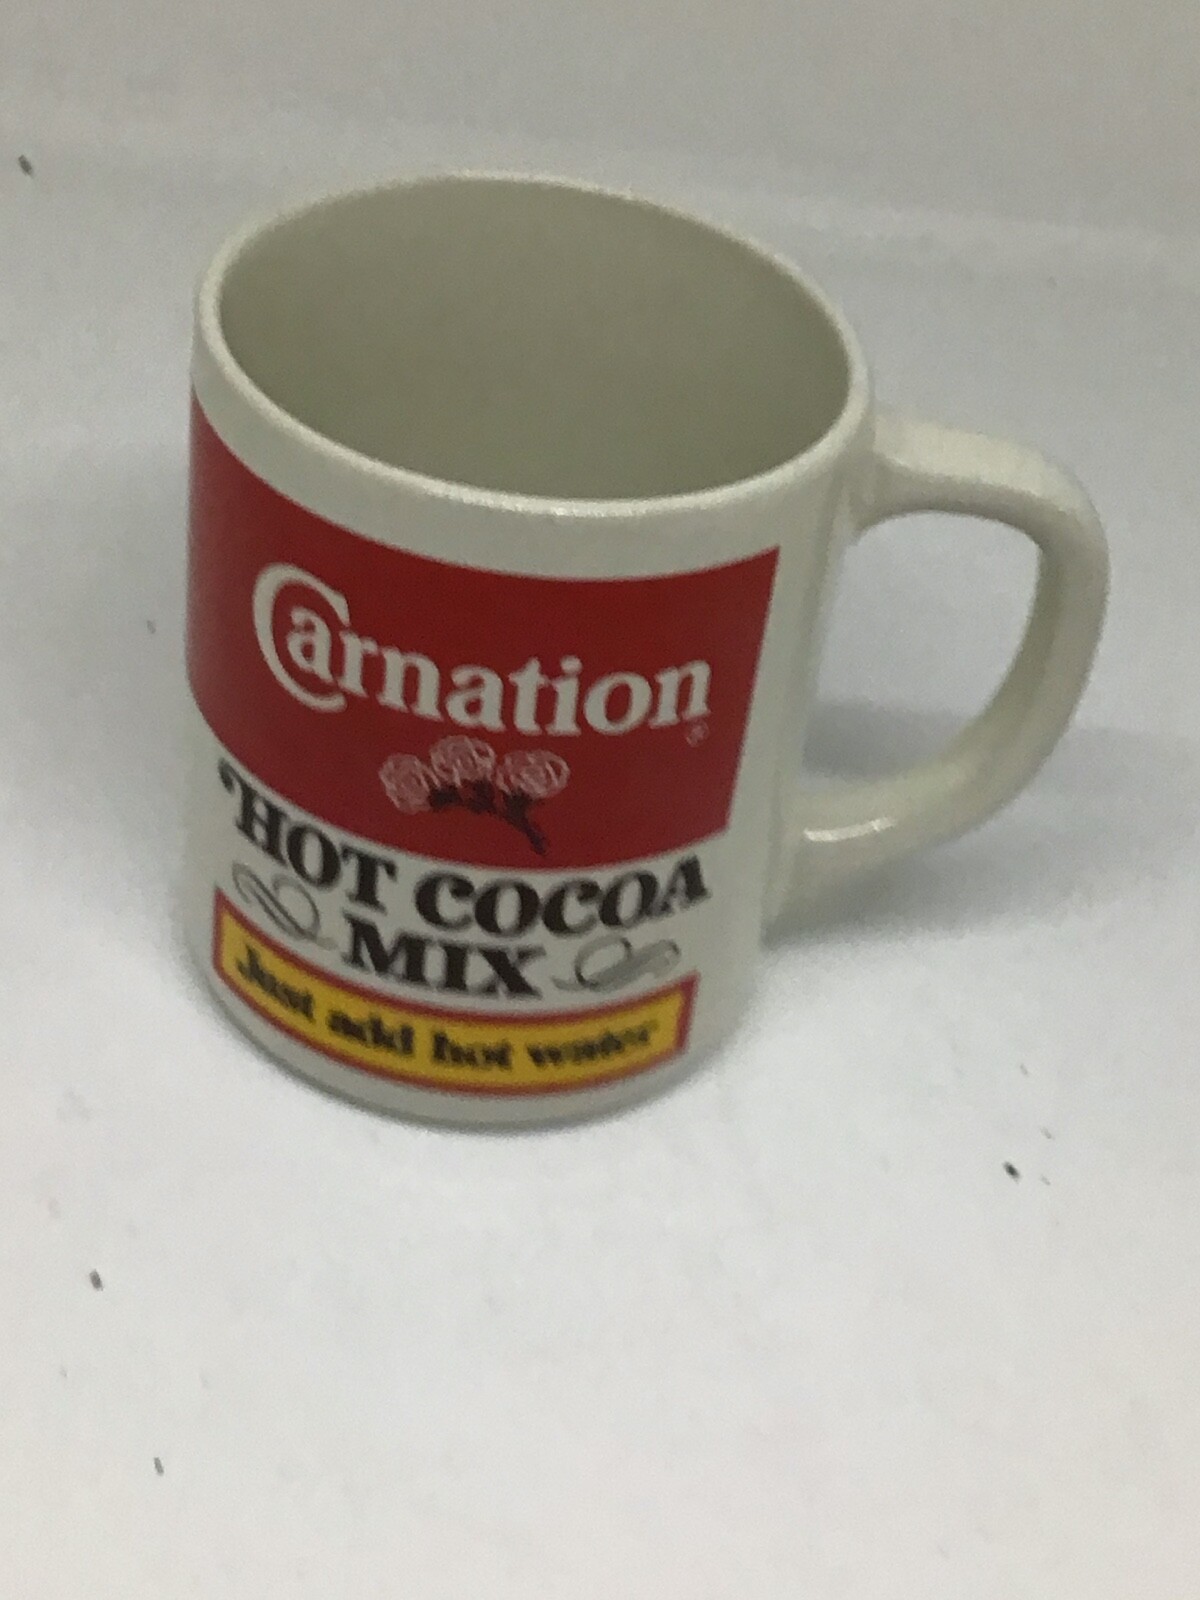 Carnation
HOT COCOA
MIX
Just add hot water